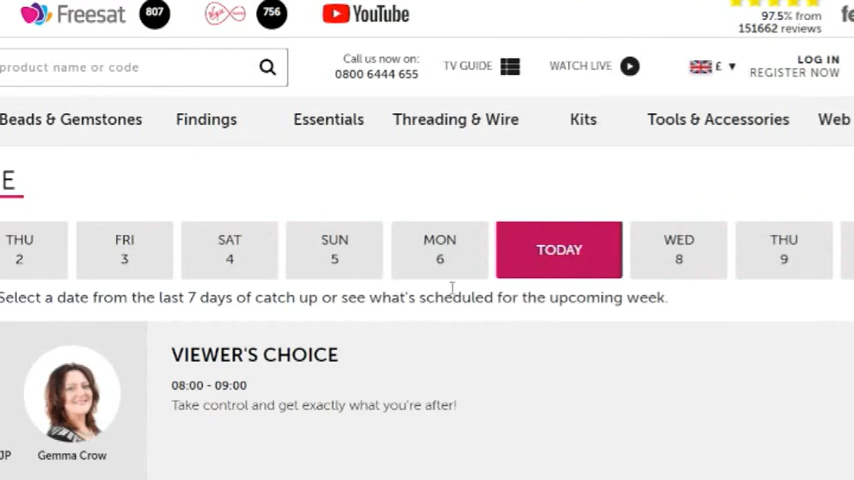 Freesat 807 Virgin media 756 YouTube 97.5% from
151662 reviews
product name or code
Call us now on:
0800 6444 655
TV GUIDE
WATCH LIVE
£
LOG IN
REGISTER NOW
Beads & Gemstones Findings Essentials Threading & Wire Kits Tools & Accessories Web
E
THU
2
FRI
3
SAT
4
SUN
5
MON
6
TODAY
WED
8
THU
9
Select a date from the last 7 days of catch up or see what's scheduled for the upcoming week.
VIEWER'S CHOICE
08:00 - 09:00
Take control and get exactly what you're after!
JP Gemma Crow